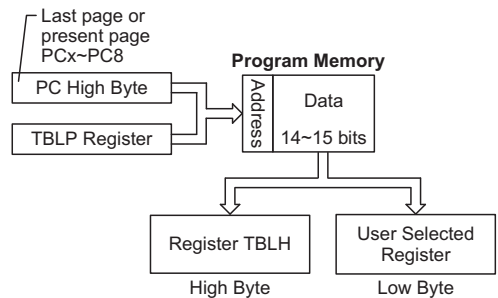 Last page or
present page
PCx~PC8
PC High Byte
TBLP Register
Program Memory
Address
Data
14~15 bits
Register TBLH
High Byte
User Selected
Register
Low Byte